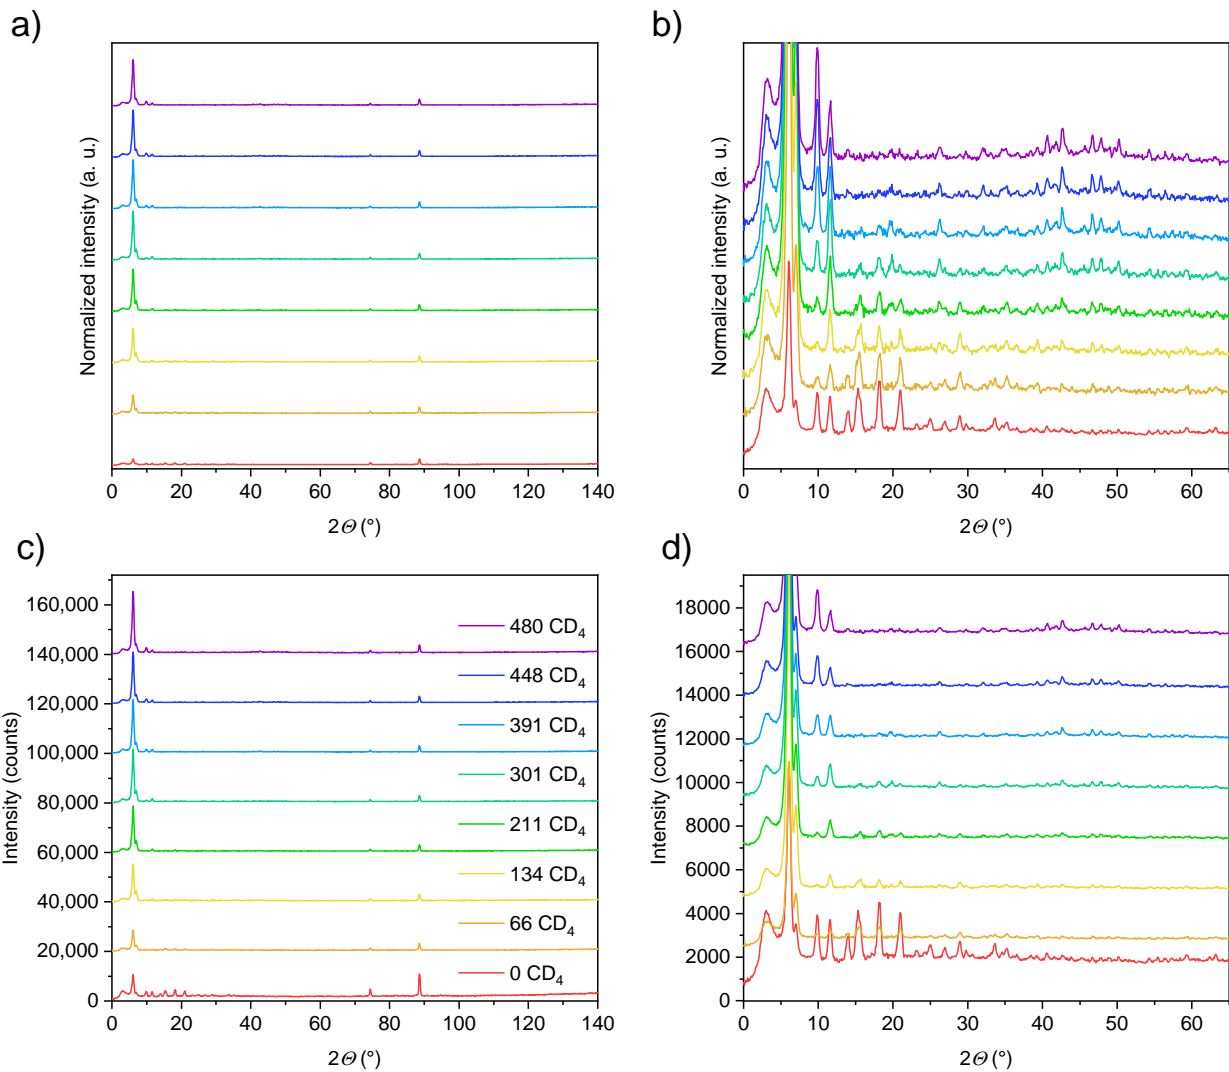 a)
Normalized intensity (a. u.)
0 20 40 60 80 100 120 140
2Θ (°)
b)
Normalized intensity (a. u.)
0 10 20 30 40 50 60
2Θ (°)
c)
Intensity (counts)
160,000
140,000
120,000
100,000
80,000
60,000
40,000
20,000
0
480 CD4
448 CD4
391 CD4
301 CD4
211 CD4
134 CD4
66 CD4
0 CD4
0 20 40 60 80 100 120 140
2Θ (°)
d)
Intensity (counts)
18000
16000
14000
12000
10000
8000
6000
4000
2000
0
0 10 20 30 40 50 60
2Θ (°)